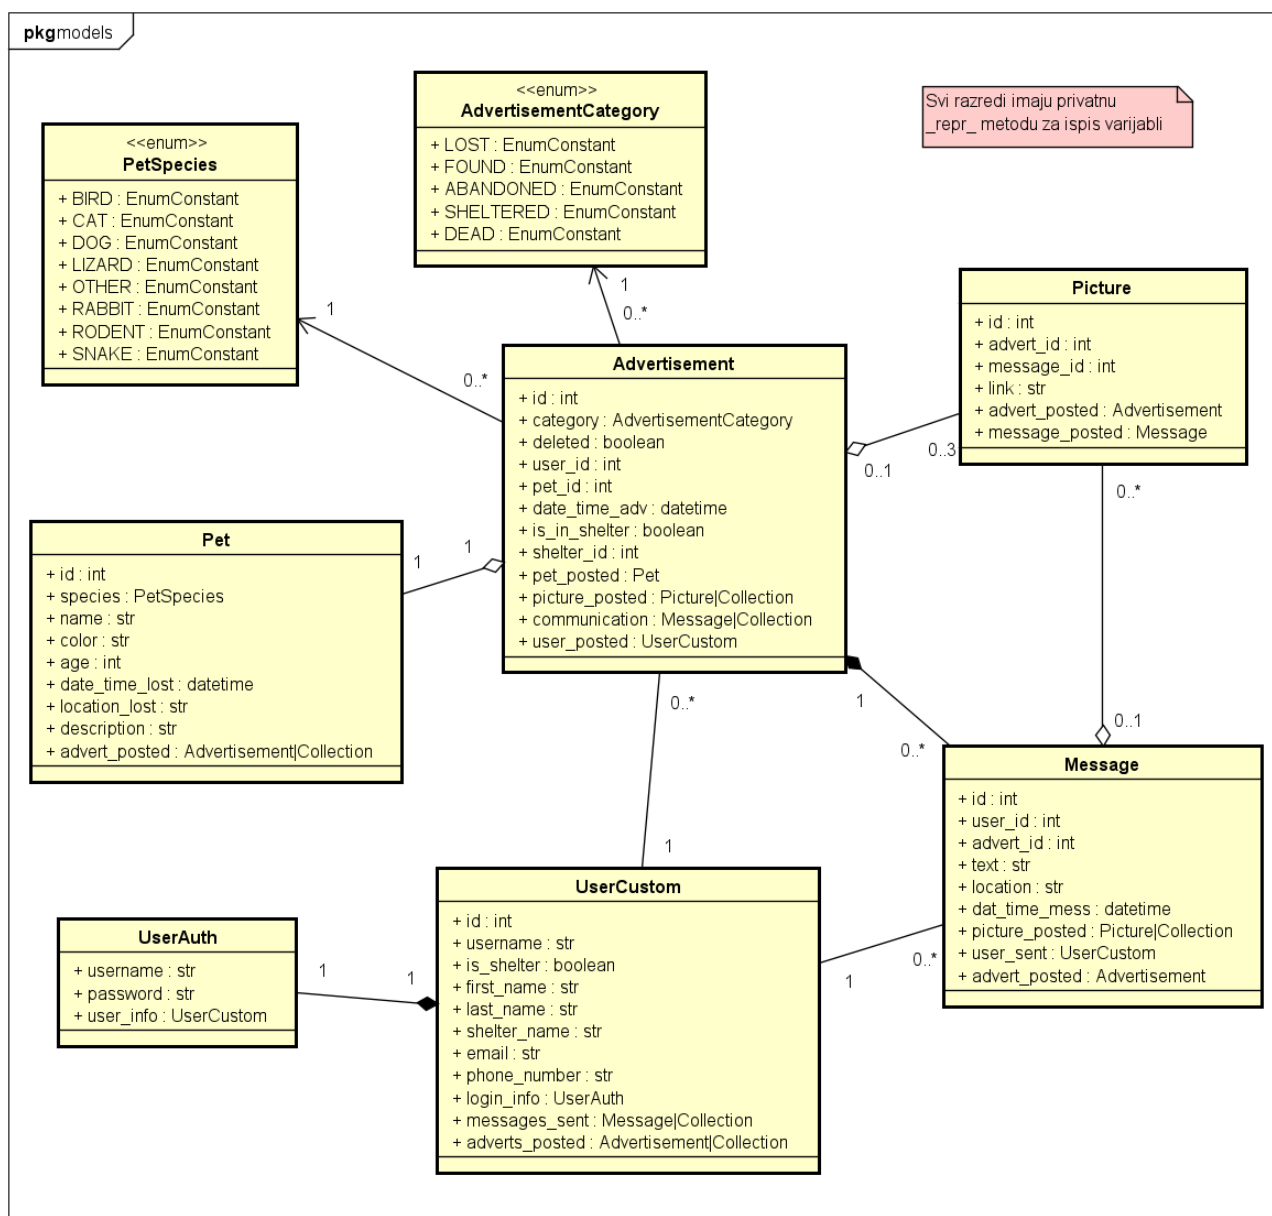 pkg models
<<enum>>
AdvertisementCategory
+ LOST : EnumConstant
+ FOUND : EnumConstant
+ ABANDONED : EnumConstant
+ SHELTERED : EnumConstant
+ DEAD : EnumConstant
Svi razredi imaju privatnu
_repr_ metodu za ispis varijabli
<<enum>>
PetSpecies
+ BIRD : EnumConstant
+ CAT : EnumConstant
+ DOG : EnumConstant
+ LIZARD : EnumConstant
+ OTHER : EnumConstant
+ RABBIT : EnumConstant
+ RODENT : EnumConstant
+ SNAKE : EnumConstant
1
0..*
1
0..*
Picture
+ id : int
+ advert_id : int
+ message_id : int
+ link : str
+ advert_posted : Advertisement
+ message_posted : Message
Advertisement
+ id : int
+ category : AdvertisementCategory
+ deleted : boolean
+ user_id : int
+ pet_id : int
+ date_time_adv : datetime
+ is_in_shelter : boolean
+ shelter_id : int
+ pet_posted : Pet
+ picture_posted : Picture|Collection
+ communication : Message|Collection
+ user_posted : UserCustom
0..1
0..3
0..*
Pet
+ id : int
+ species : PetSpecies
+ name : str
+ color : str
+ age : int
+ date_time_lost : datetime
+ location_lost : str
+ description : str
+ advert_posted : Advertisement|Collection
1
1
0..*
1
1
0..*
0..1
Message
+ id : int
+ user_id : int
+ advert_id : int
+ text : str
+ location : str
+ dat_time_mess : datetime
+ picture_posted : Picture|Collection
+ user_sent : UserCustom
+ advert_posted : Advertisement
UserCustom
+ id : int
+ username : str
+ is_shelter : boolean
+ first_name : str
+ last_name : str
+ shelter_name : str
+ email : str
+ phone_number : str
+ login_info : UserAuth
+ messages_sent : Message|Collection
+ adverts_posted : Advertisement|Collection
1
0..*
UserAuth
+ username : str
+ password : str
+ user_info : UserCustom
1
1